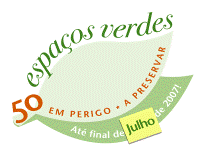 espaços verdes
50 EM PERIGO • A PRESERVAR
Até final de Julho de 2007!